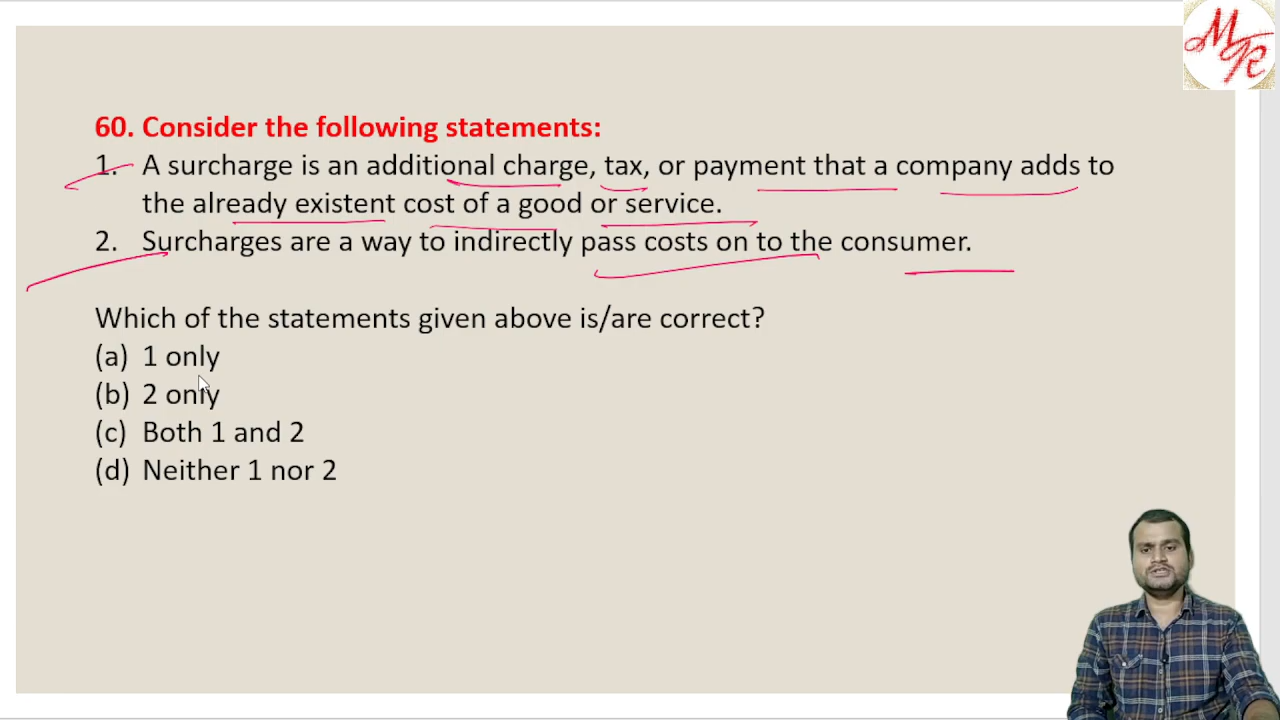 MR
60. Consider the following statements:
1. A surcharge is an additional charge, tax, or payment that a company adds to
the already existent cost of a good or service.
2. Surcharges are a way to indirectly pass costs on to the consumer.
Which of the statements given above is/are correct?
(a) 1 only
(b) 2 only
(c) Both 1 and 2
(d) Neither 1 nor 2